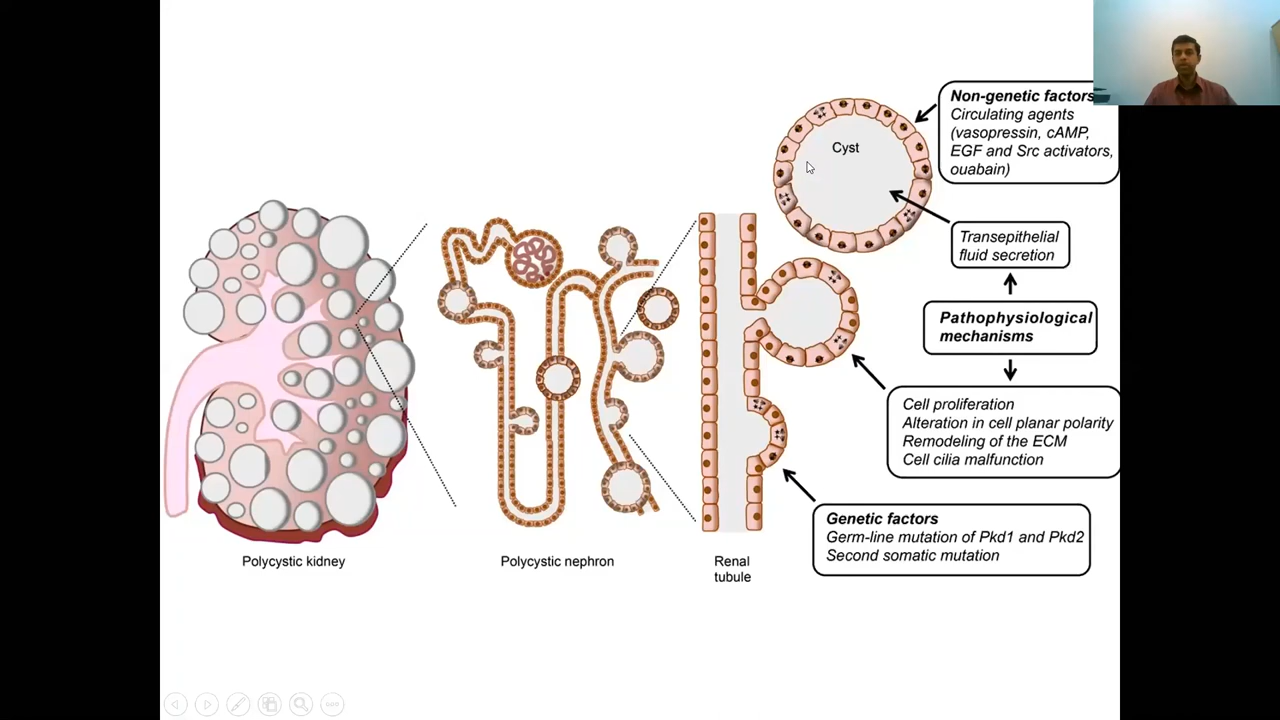 Non-genetic factors
Circulating agents
(vasopressin, cAMP,
EGF and Src activators,
ouabain)
Cyst
Transepithelial
fluid secretion
Pathophysiological
mechanisms
Cell proliferation
Alteration in cell planar polarity
Remodeling of the ECM
Cell cilia malfunction
Genetic factors
Germ-line mutation of Pkd1 and Pkd2
Second somatic mutation
Polycystic kidney
Polycystic nephron
Renal
tubule